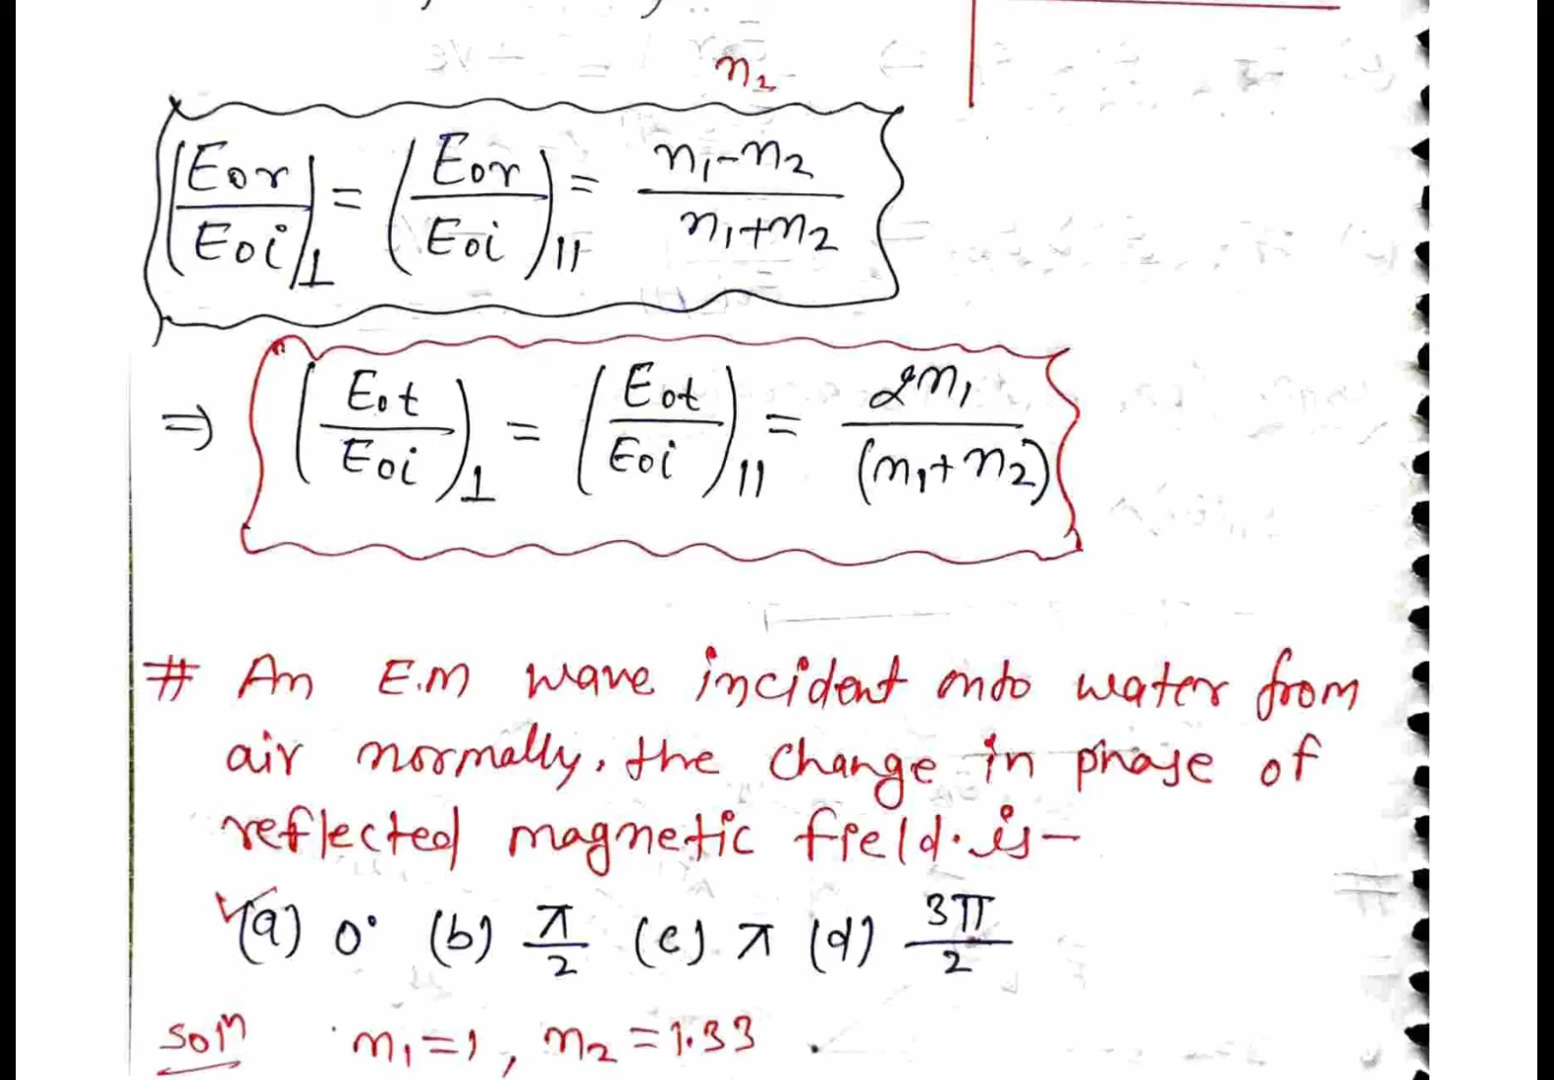 n₂
(E₀r/E₀i)⊥ = (E₀r/E₀i)∥ = (n₁-n₂)/(n₁+n₂)
⇒ (E₀t/E₀i)⊥ = (E₀t/E₀i)∥ = 2n₁/(n₁+n₂)
# An E.M wave incident onto water from
air normally, the change in phase of
reflected magnetic field is —
(a) 0° (b) π/2 (c) π (d) 3π/2
Soln n₁=1, n₂=1.33